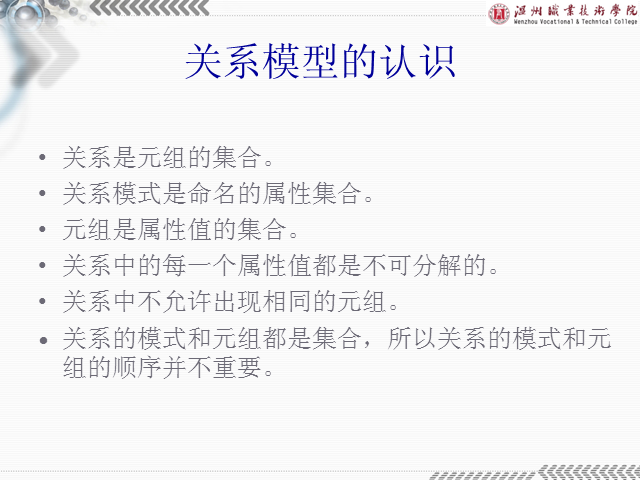 温州職業技術學院
Wenzhou Vocational & Technical College
关系模型的认识
• 关系是元组的集合。
• 关系模式是命名的属性集合。
• 元组是属性值的集合。
• 关系中的每一个属性值都是不可分解的。
• 关系中不允许出现相同的元组。
• 关系的模式和元组都是集合，所以关系的模式和元
组的顺序并不重要。